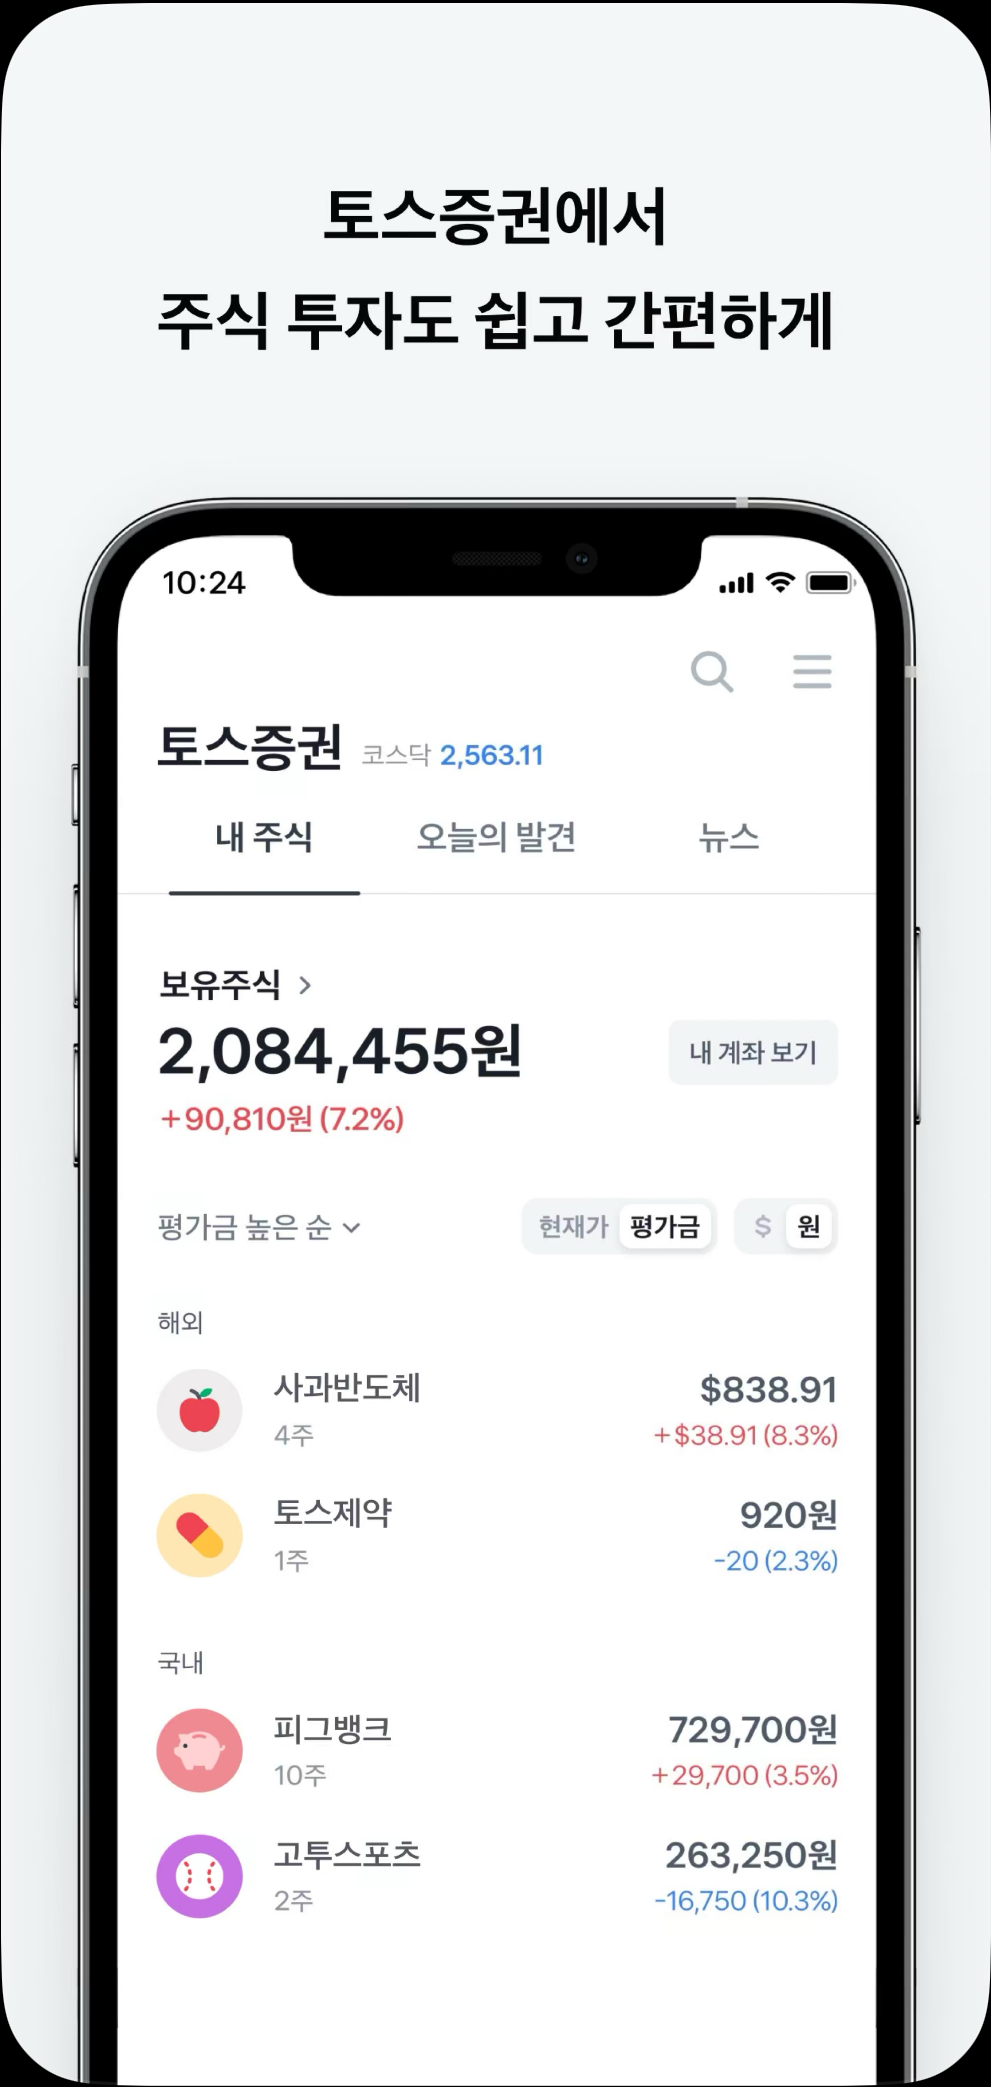 토스증권에서
주식 투자도 쉽고 간편하게
10:24
토스증권 코스닥 2,563.11
내 주식 오늘의 발견 뉴스
보유주식 >
2,084,455원 내 계좌 보기
+90,810원 (7.2%)
평가금 높은 순 현재가 평가금 $ 원
해외
사과반도체 $838.91
4주 +$38.91 (8.3%)
토스제약 920원
1주 -20 (2.3%)
국내
피그뱅크 729,700원
10주 +29,700 (3.5%)
고투스포츠 263,250원
2주 -16,750 (10.3%)